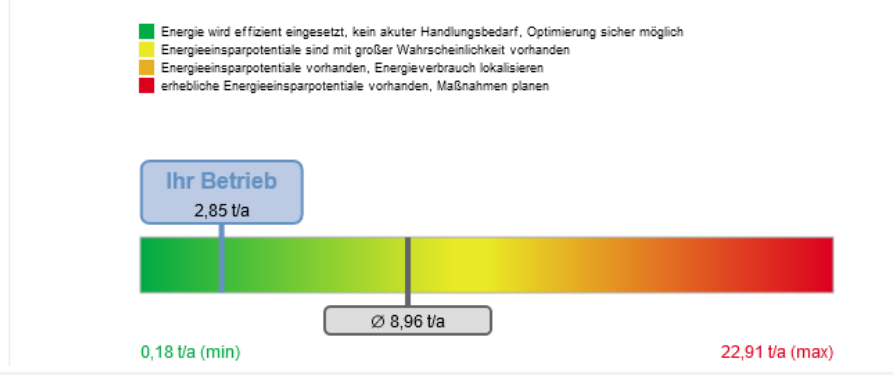 Energie wird effizient eingesetzt, kein akuter Handlungsbedarf, Optimierung sicher möglich
Energieeinsparpotentiale sind mit großer Wahrscheinlichkeit vorhanden
Energieeinsparpotentiale vorhanden, Energieverbrauch lokalisieren
erhebliche Energieeinsparpotentiale vorhanden, Maßnahmen planen
Ihr Betrieb
2,85 t/a
Ø 8,96 t/a
0,18 t/a (min)
22,91 t/a (max)